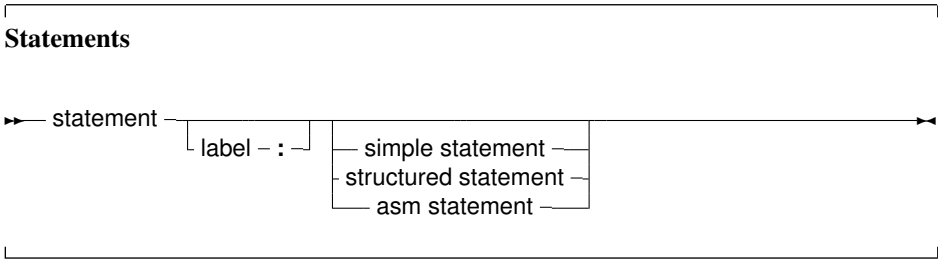 Statements
statement
label :
simple statement
structured statement
asm statement